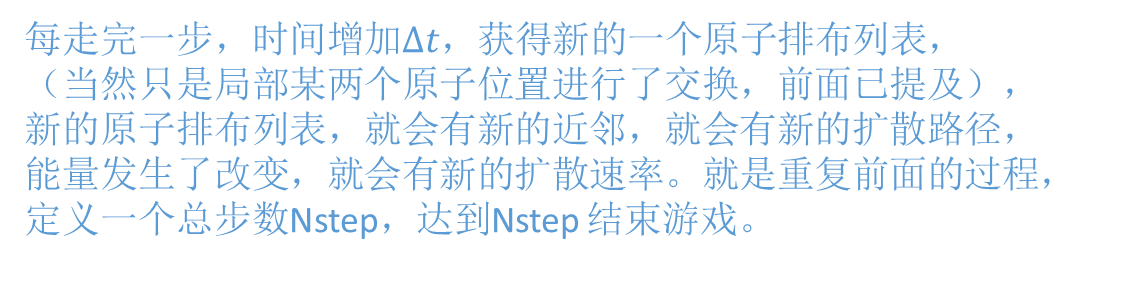 每走完一步，时间增加Δt，获得新的一个原子排布列表，
（当然只是局部某两个原子位置进行了交换，前面已提及），
新的原子排布列表，就会有新的近邻，就会有新的扩散路径，
能量发生了改变，就会有新的扩散速率。就是重复前面的过程，
定义一个总步数Nstep，达到Nstep 结束游戏。